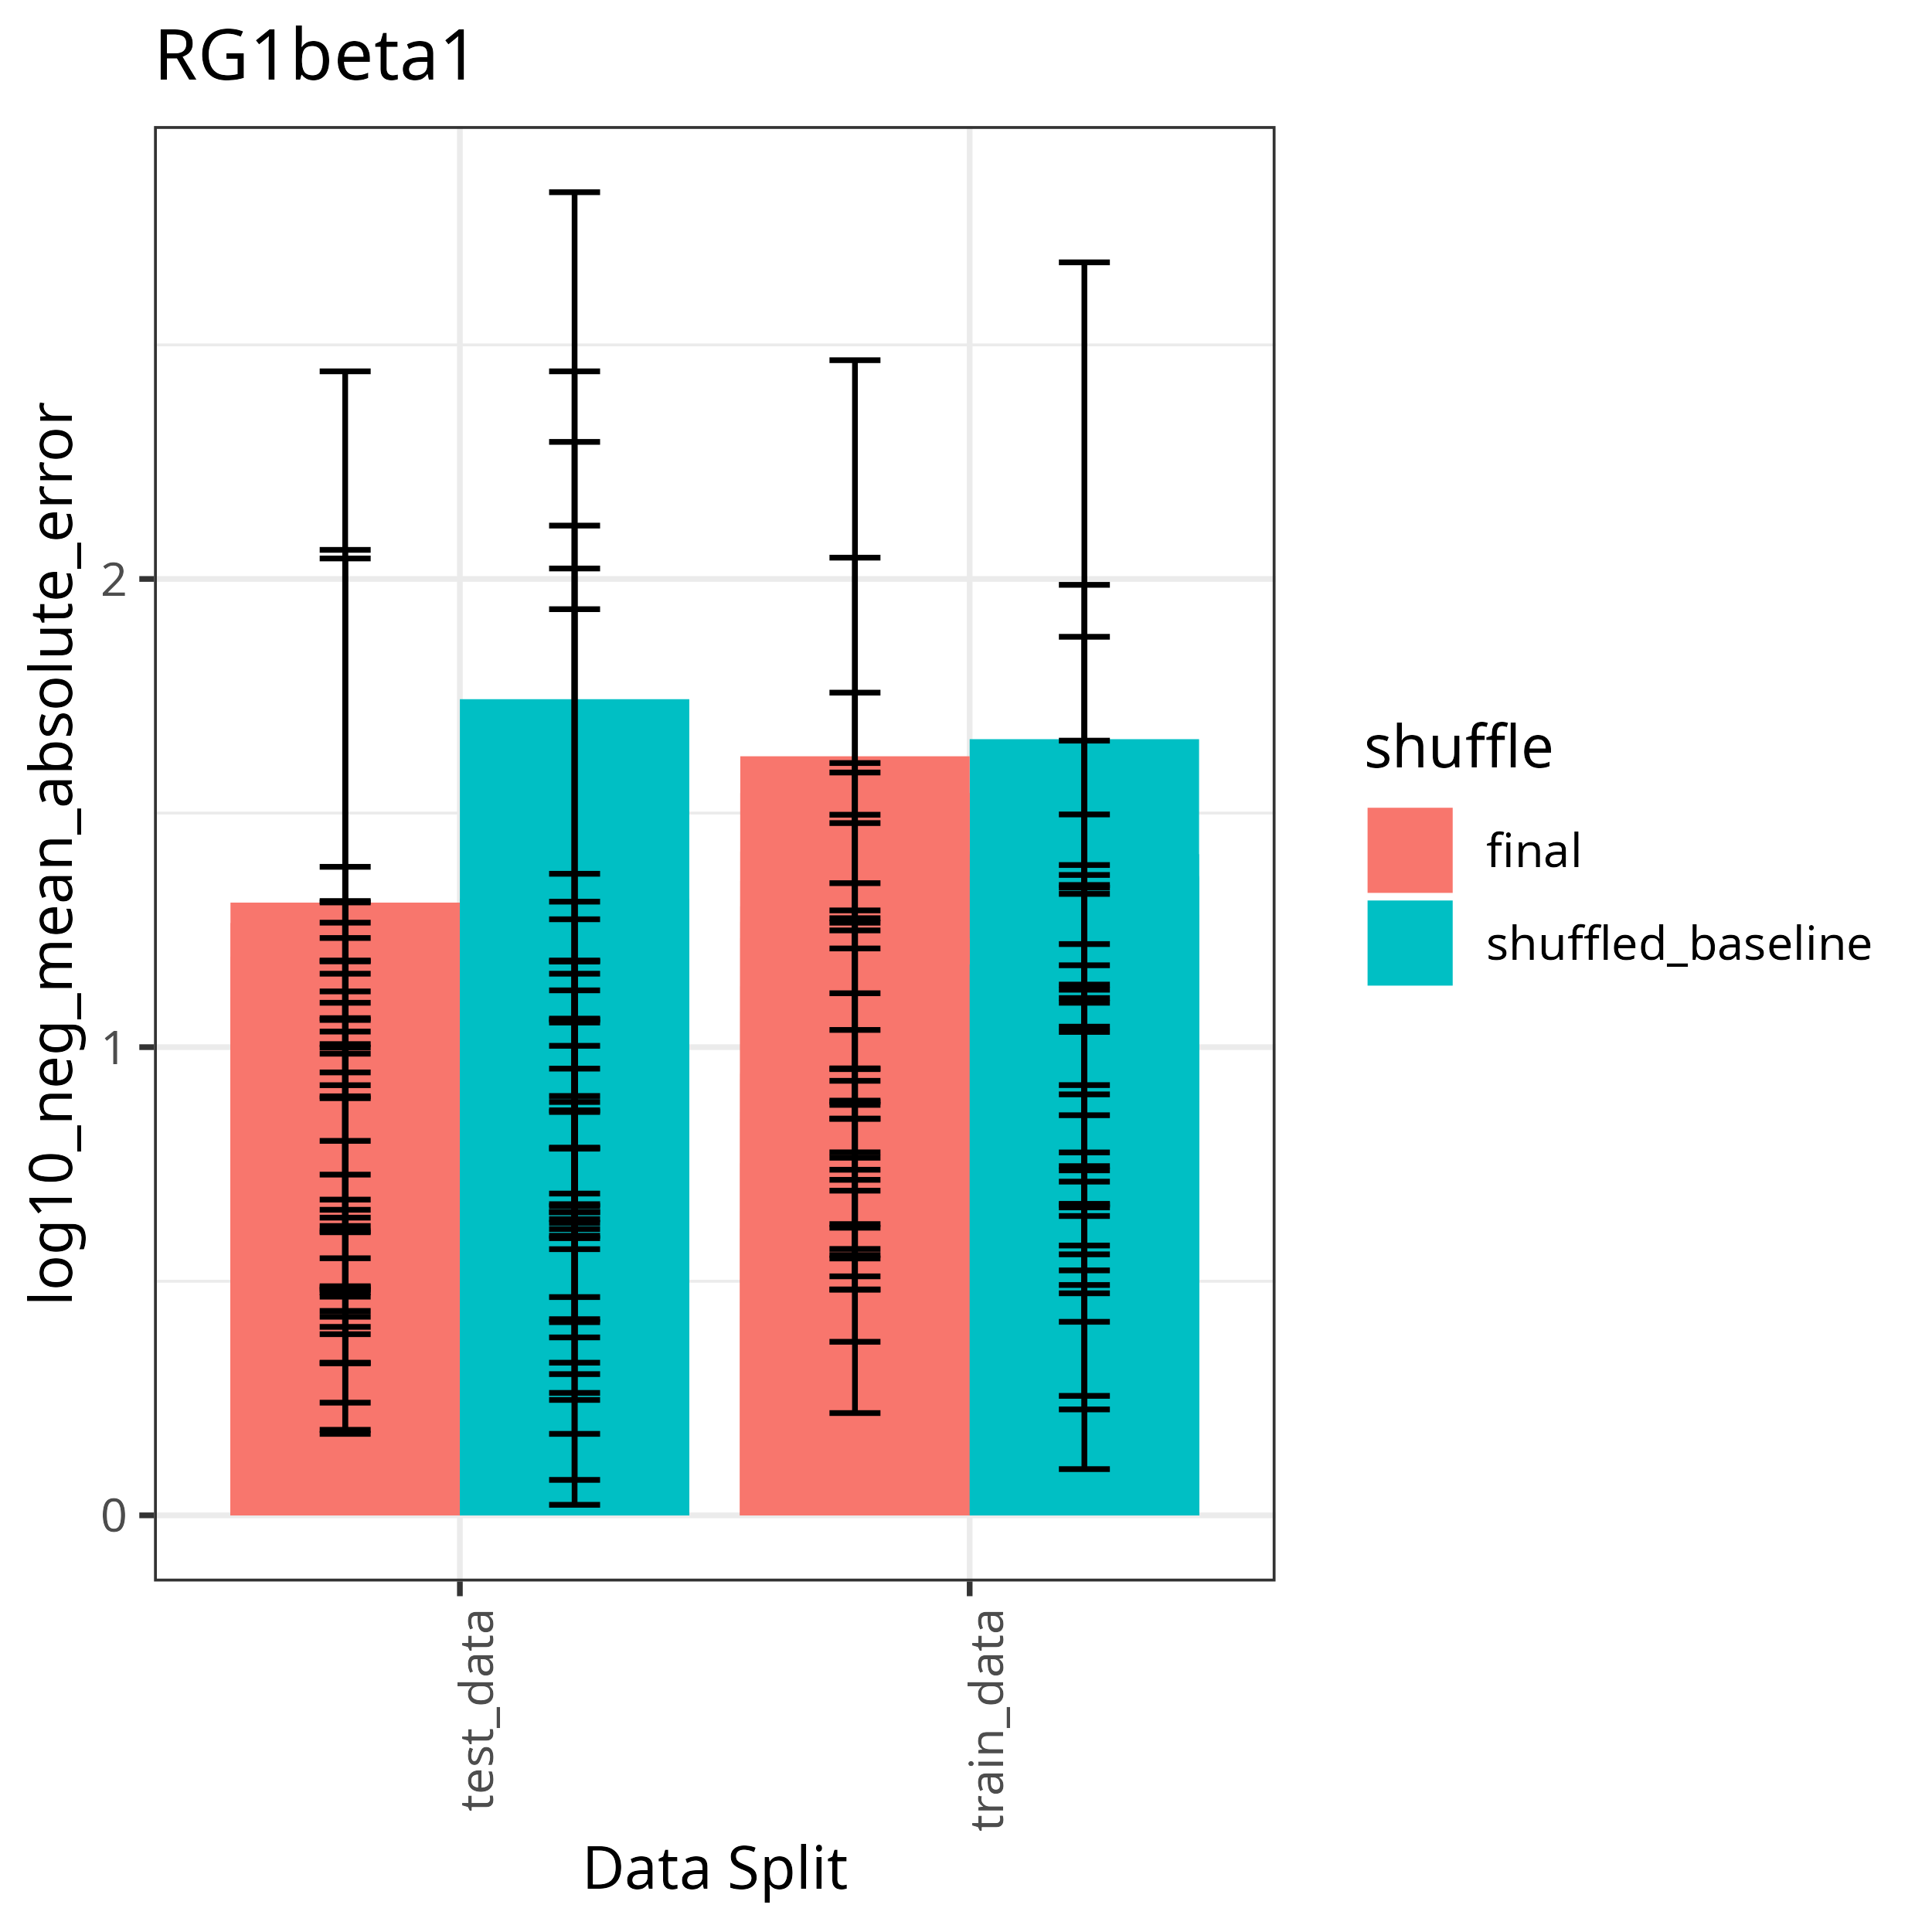 RG1beta1
log10_neg_mean_absolute_error
2
1
0
test_data
train_data
Data Split
shuffle
final
shuffled_baseline